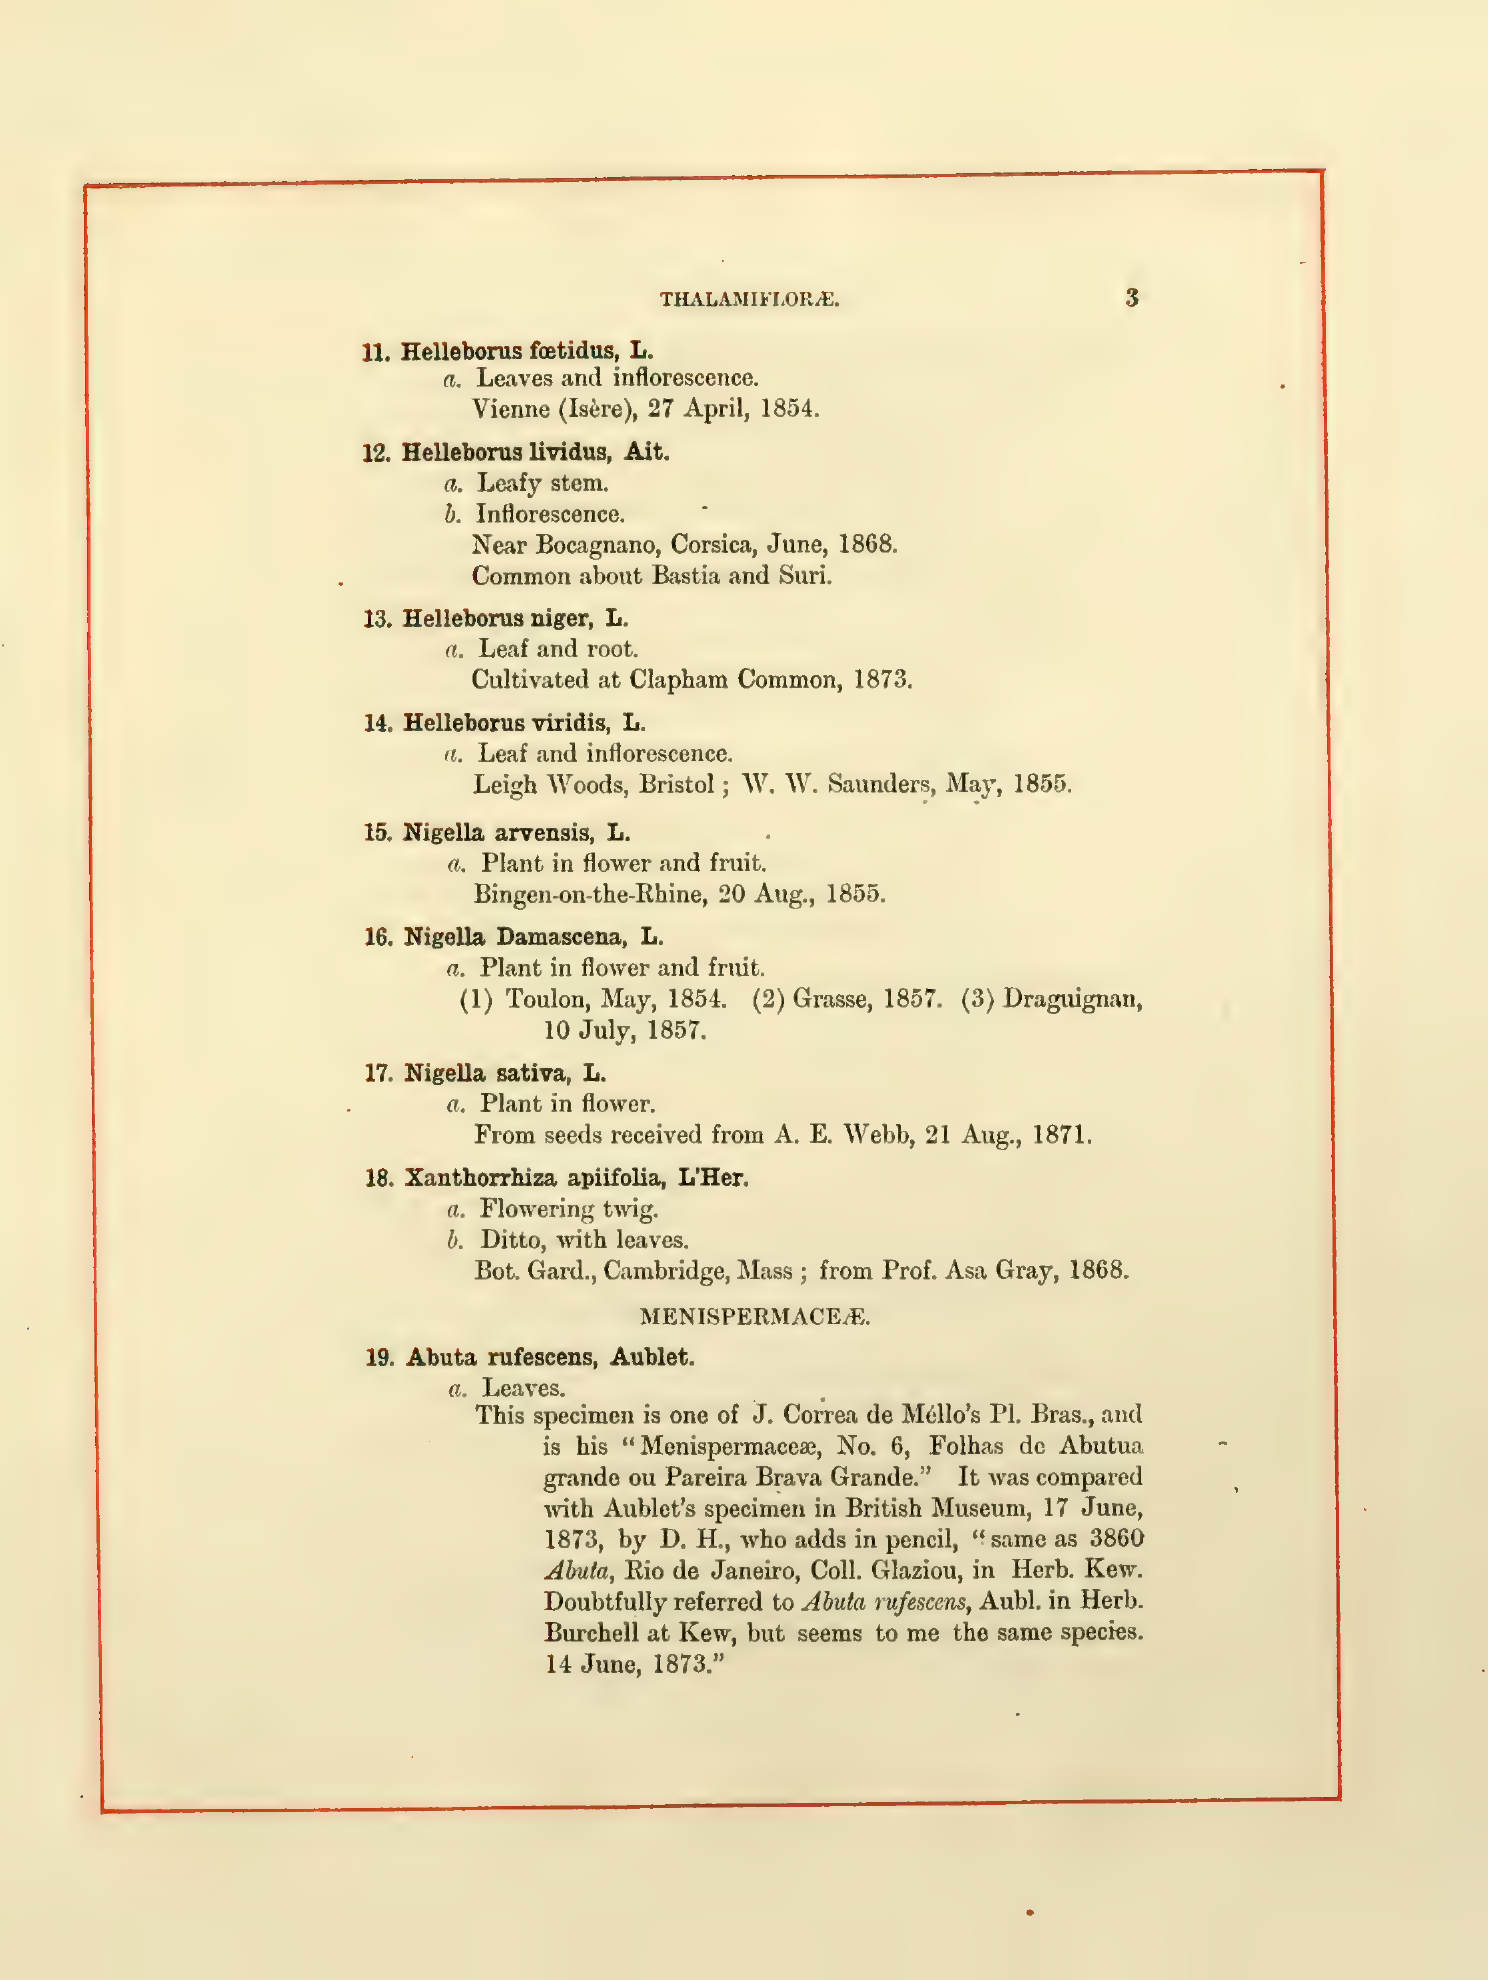 THALAMIFLORÆ. 3
11. Helleborus fœtidus, L.
a. Leaves and inflorescence.
Vienne (Isère), 27 April, 1854.
12. Helleborus lividus, Ait.
a. Leafy stem.
b. Inflorescence.
Near Bocagnano, Corsica, June, 1868.
Common about Bastia and Suri.
13. Helleborus niger, L.
a. Leaf and root.
Cultivated at Clapham Common, 1873.
14. Helleborus viridis, L.
a. Leaf and inflorescence.
Leigh Woods, Bristol ; W. W. Saunders, May, 1855.
15. Nigella arvensis, L.
a. Plant in flower and fruit.
Bingen-on-the-Rhine, 20 Aug., 1855.
16. Nigella Damascena, L.
a. Plant in flower and fruit.
(1) Toulon, May, 1854. (2) Grasse, 1857. (3) Draguignan,
10 July, 1857.
17. Nigella sativa, L.
a. Plant in flower.
From seeds received from A. E. Webb, 21 Aug., 1871.
18. Xanthorrhiza apiifolia, L'Her.
a. Flowering twig.
b. Ditto, with leaves.
Bot. Gard., Cambridge, Mass ; from Prof. Asa Gray, 1868.
MENISPERMACEÆ.
19. Abuta rufescens, Aublet.
a. Leaves.
This specimen is one of J. Correa de Méllo's Pl. Bras., and
is his “Menispermaceæ, No. 6, Folhas de Abutua
grande ou Pareira Brava Grande.” It was compared
with Aublet's specimen in British Museum, 17 June,
1873, by D. H., who adds in pencil, “same as 3860
Abuta, Rio de Janeiro, Coll. Glaziou, in Herb. Kew.
Doubtfully referred to Abuta rufescens, Aubl. in Herb.
Burchell at Kew, but seems to me the same species.
14 June, 1873.”